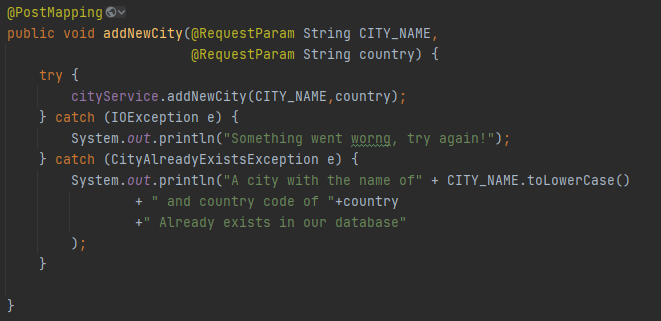 @PostMapping
public void addNewCity(@RequestParam String CITY_NAME,
@RequestParam String country) {
try {
cityService.addNewCity(CITY_NAME,country);
} catch (IOException e) {
System.out.println("Something went worng, try again!");
} catch (CityAlreadyExistsException e) {
System.out.println("A city with the name of" + CITY_NAME.toLowerCase()
+ " and country code of "+country
+" Already exists in our database"
);
}
}